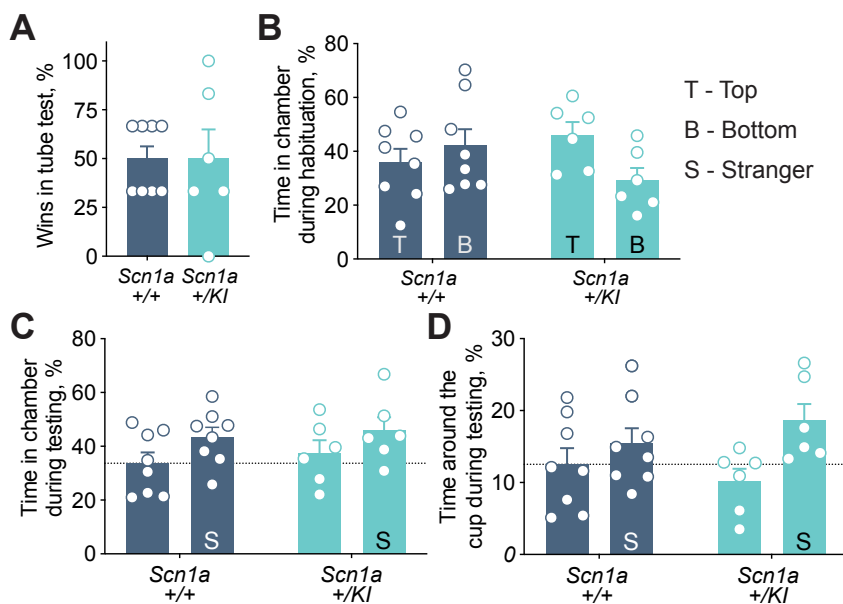 A
Wins in tube test, %
100
75
50
25
0
Scn1a
+/+
Scn1a
+/KI
B
Time in chamber
during habituation, %
80
60
40
20
0
T
B
T
B
Scn1a
+/+
Scn1a
+/KI
T - Top
B - Bottom
S - Stranger
C
Time in chamber
during testing, %
80
60
40
20
0
S
S
Scn1a
+/+
Scn1a
+/KI
D
Time around the
cup during testing, %
30
20
10
0
S
S
Scn1a
+/+
Scn1a
+/KI